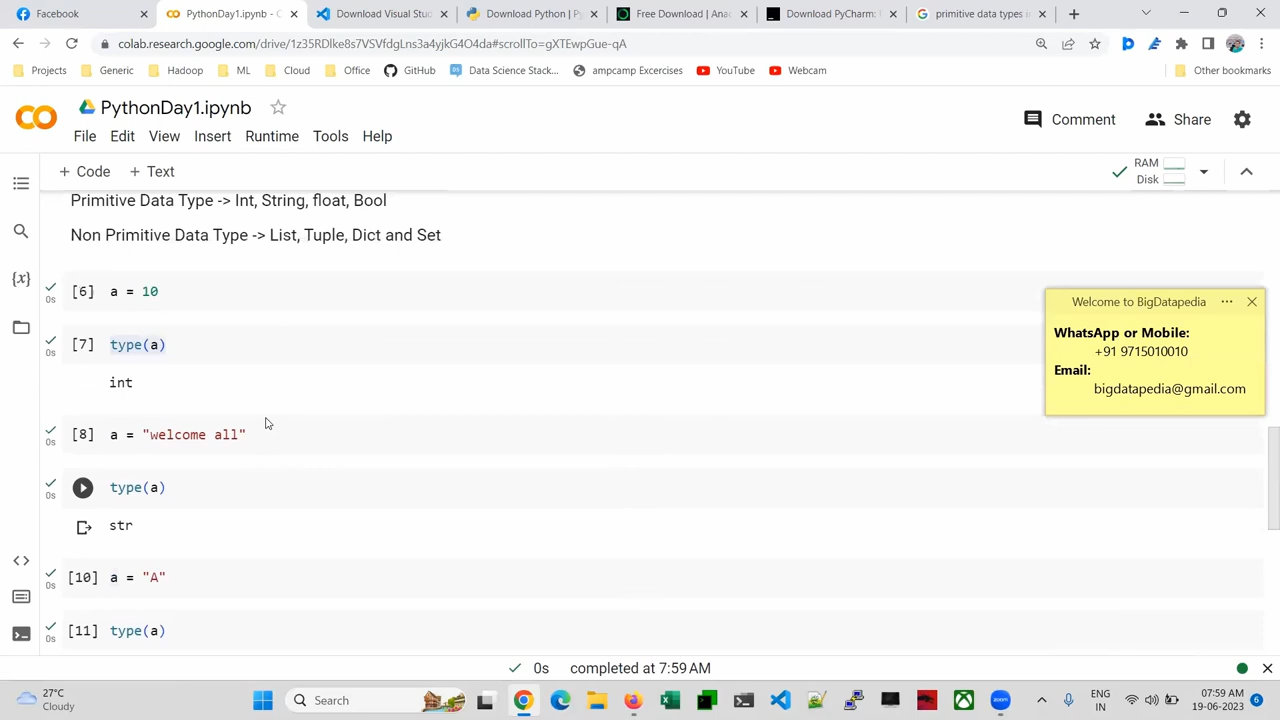 Facebook
PythonDay1.ipynb - C
Download Visual Stu
Download Python | Py
Free Download | Ana
Download PyCharm:
primitive data types i
colab.research.google.com/drive/1z35RDlke8s7VSVfdgLns3a4yjkC4O4da#scrollTo=gXTEwpGue-qA
Projects
Generic
Hadoop
ML
Cloud
Office
GitHub
Data Science Stack...
ampcamp Excercises
YouTube
Webcam
Other bookmarks
CO
PythonDay1.ipynb
File Edit View Insert Runtime Tools Help
Comment
Share
+ Code + Text
RAM
Disk
Primitive Data Type -> Int, String, float, Bool
Non Primitive Data Type -> List, Tuple, Dict and Set
{x}
0s [6] a = 10
0s [7] type(a)
int
0s [8] a = "welcome all"
0s type(a)
str
0s [10] a = "A"
0s [11] type(a)
Welcome to BigDatapedia
WhatsApp or Mobile:
+91 9715010010
Email:
bigdatapedia@gmail.com
0s completed at 7:59 AM
27°C
Cloudy
Search
ENG
IN
07:59 AM
19-06-2023
6